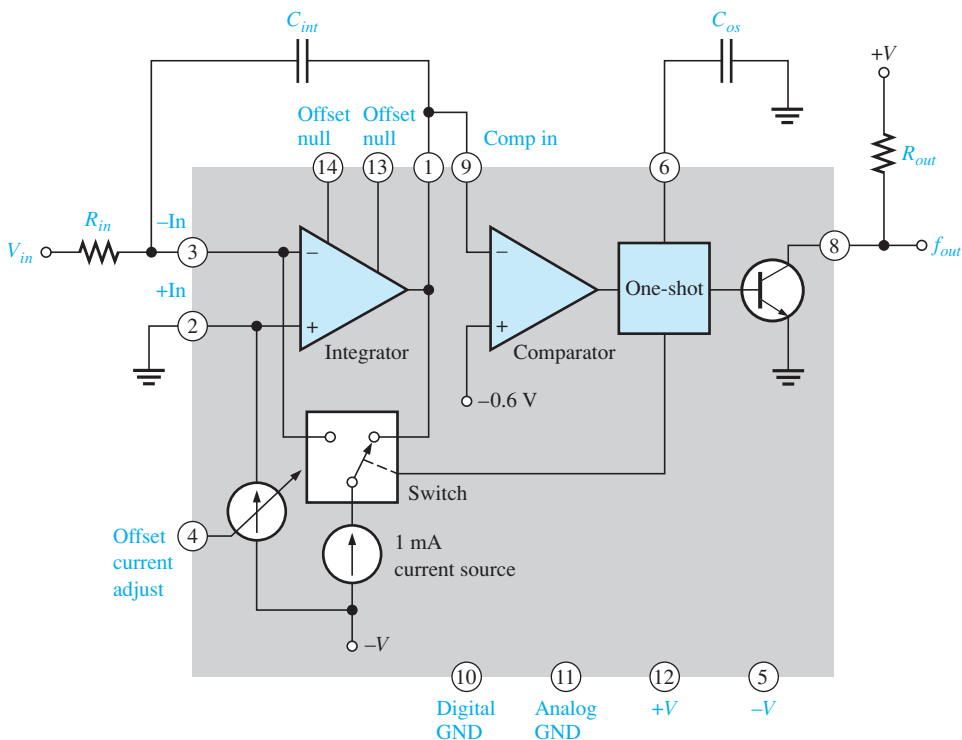 C_int
C_os
+V
Offset null
Offset null
Comp in
R_out
14
13
1
9
6
R_in
–In
V_in
3
–
–
One-shot
8
f_out
+In
2
+
+
Integrator
Comparator
–0.6 V
Switch
4
Offset current adjust
1 mA current source
–V
10
11
12
5
Digital GND
Analog GND
+V
–V